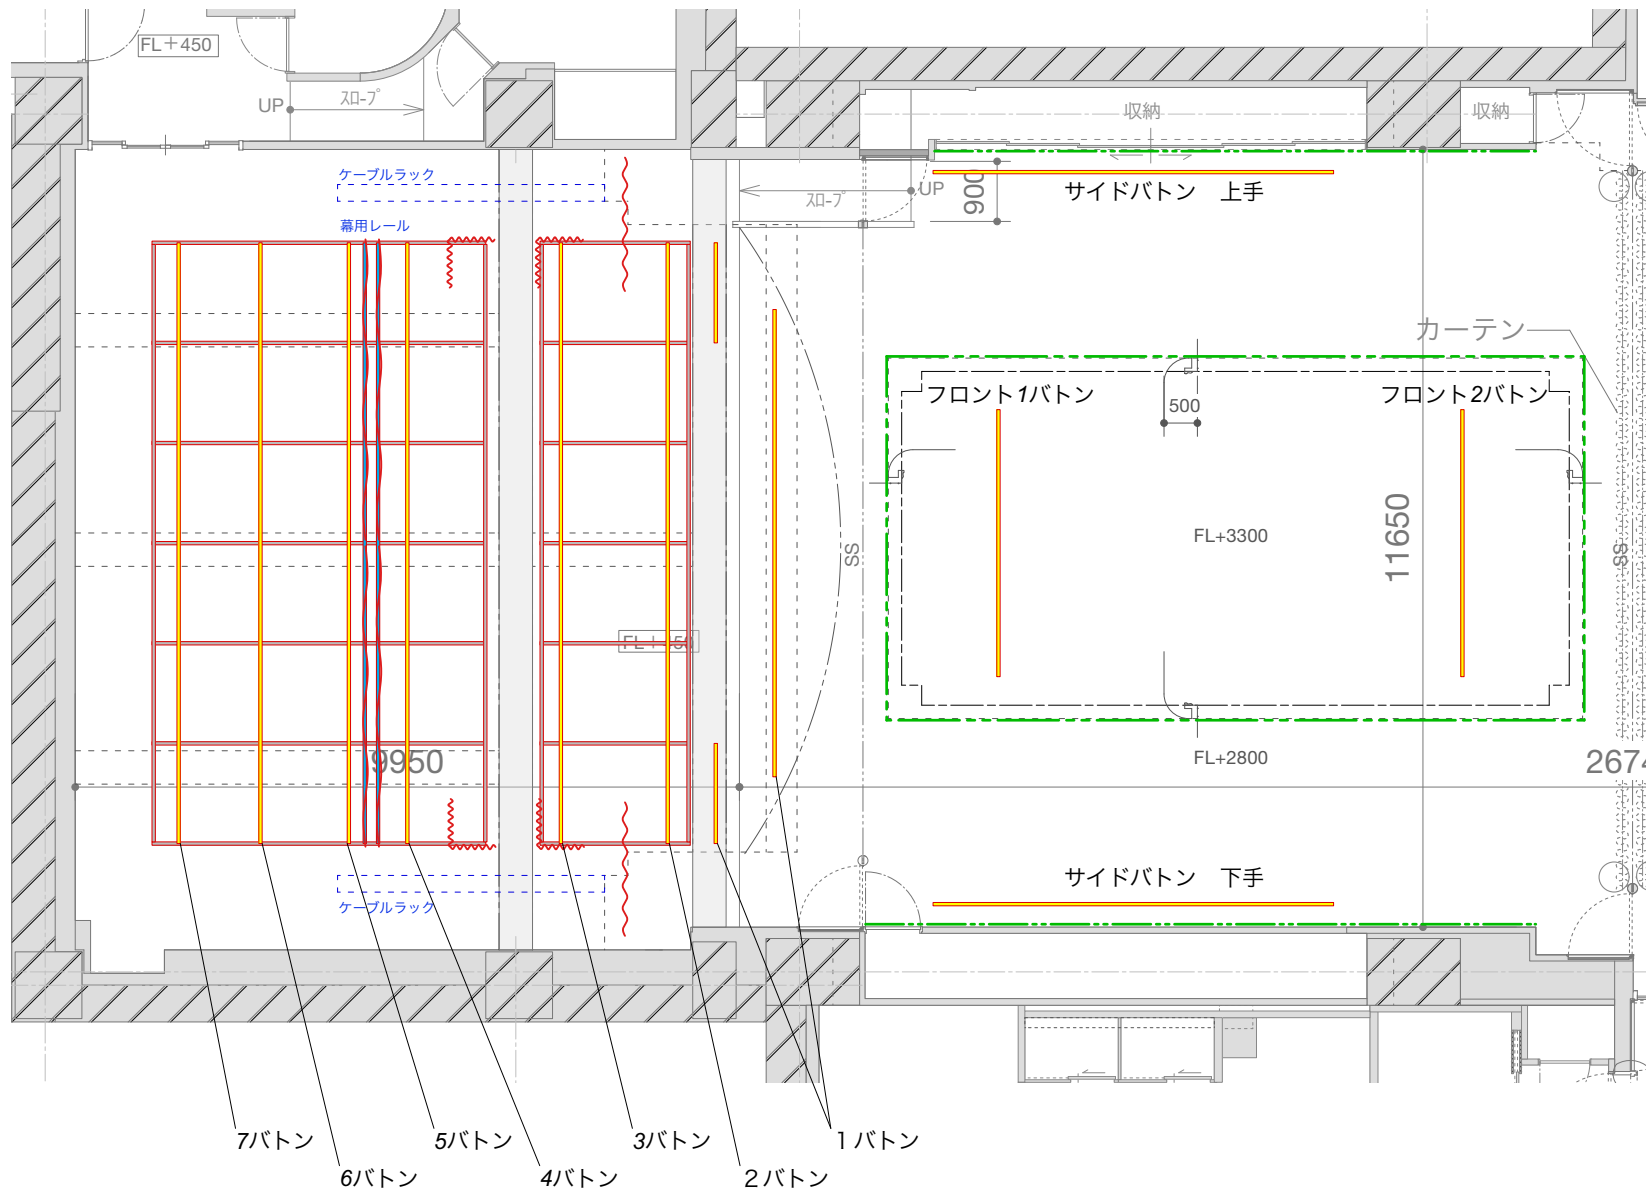 FL+450
UP
スロープ
収納
収納
ケーブルラック
サイドバトン 上手
スロープ
UP
900
幕用レール
カーテン
フロント1バトン
フロント2バトン
500
FL+3300
11650
SS
SS
FL+450
9950
FL+2800
2674
サイドバトン 下手
ケーブルラック
7バトン
5バトン
3バトン
1バトン
6バトン
4バトン
2バトン